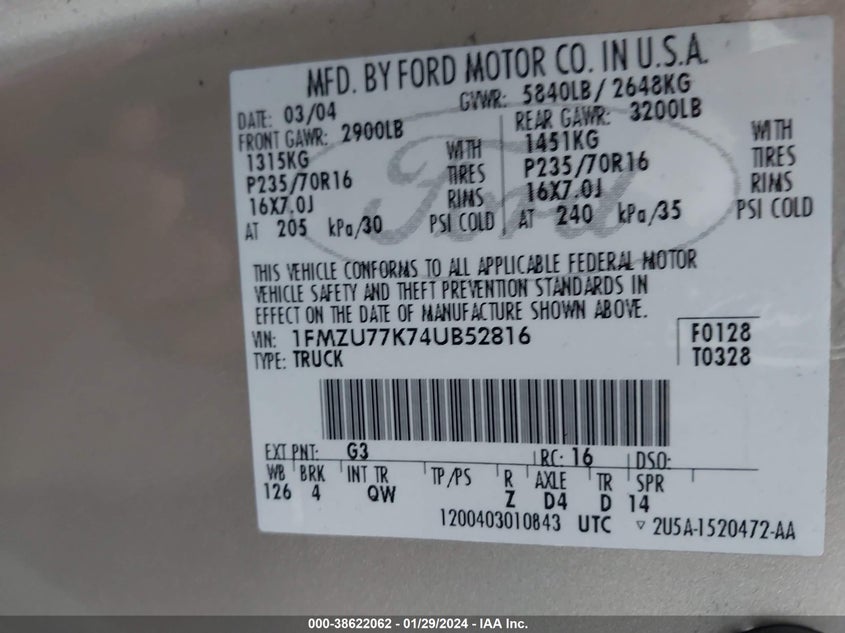 MFD. BY FORD MOTOR CO. IN U.S.A.
DATE: 03/04 GVWR: 5840LB / 2648KG
FRONT GAWR: 2900LB REAR GAWR: 3200LB
1315KG WITH 1451KG WITH
P235/70R16 TIRES P235/70R16 TIRES
16X7.0J RIMS 16X7.0J RIMS
AT 205 kPa/30 PSI COLD AT 240 kPa/35 PSI COLD
Ford
THIS VEHICLE CONFORMS TO ALL APPLICABLE FEDERAL MOTOR
VEHICLE SAFETY AND THEFT PREVENTION STANDARDS IN
EFFECT ON THE DATE OF MANUFACTURE SHOWN ABOVE.
VIN: 1FMZU77K74UB52816 F0128
TYPE: TRUCK T0328
EXT PNT: G3 RC: 16 DSO:
WB BRK INT TR TP/PS R AXLE TR SPR
126 4 QW Z D4 D 14
1200403010843 UTC ▽ 2U5A-1520472-AA
000-38622062 - 01/29/2024 - IAA Inc.